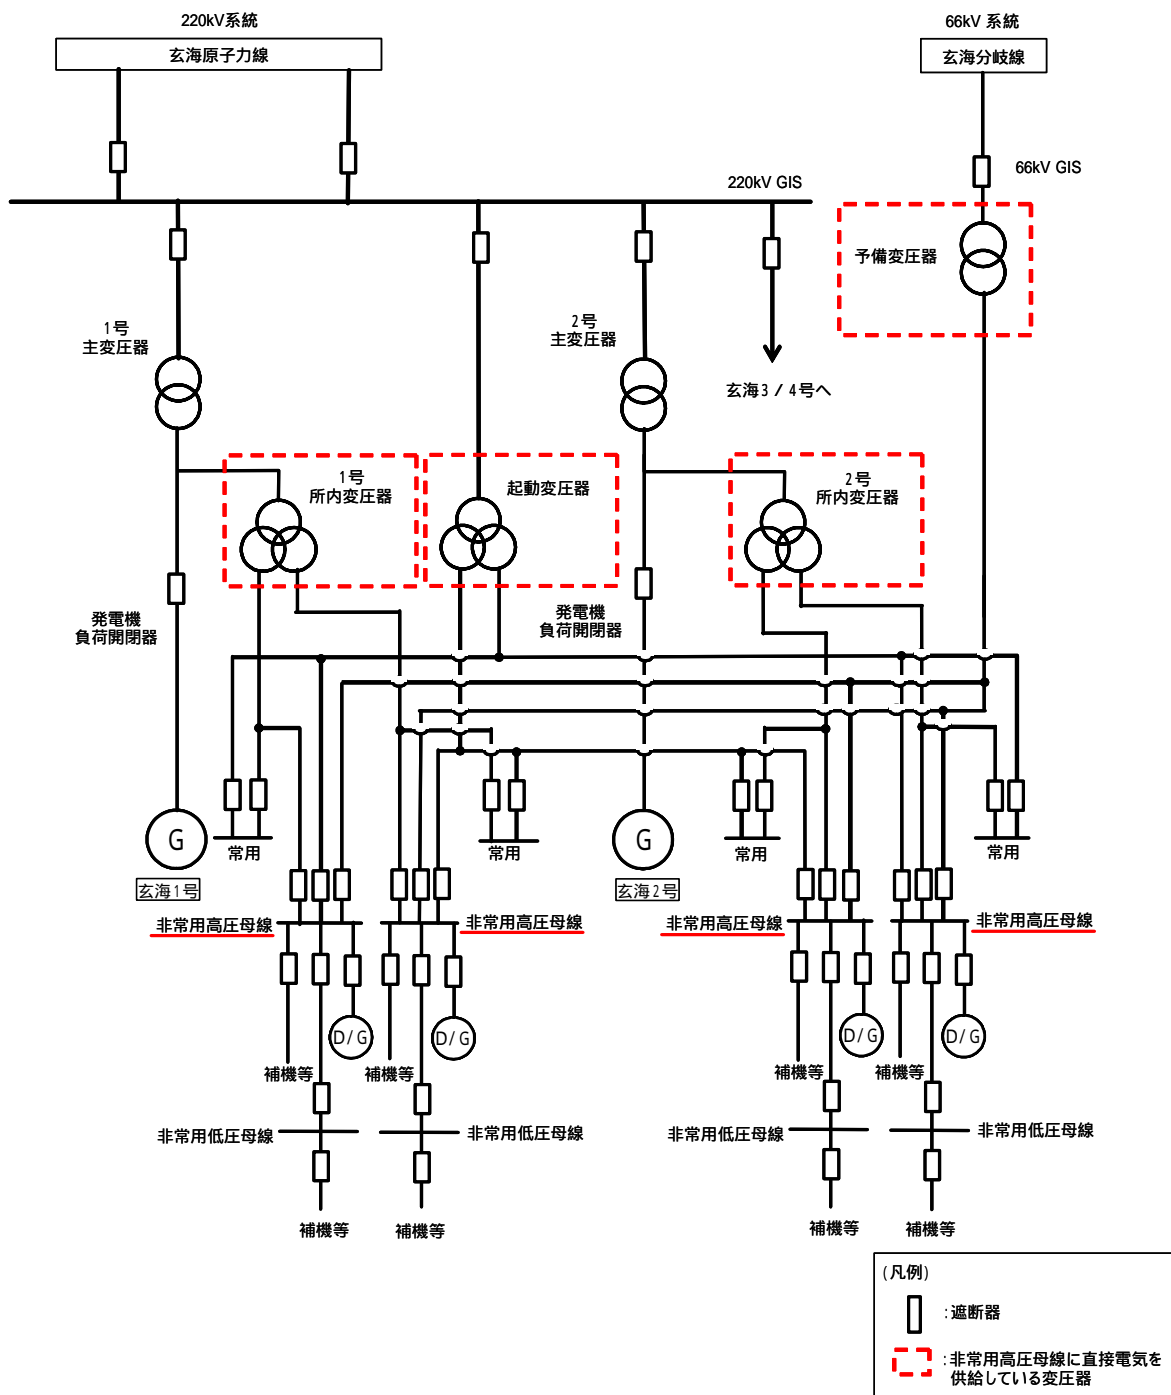 220kV系統
66kV 系統
玄海原子力線
玄海分岐線
66kV GIS
220kV GIS
予備変圧器
1号
主変圧器
2号
主変圧器
玄海3 / 4号へ
1号
所内変圧器
起動変圧器
2号
所内変圧器
発電機
負荷開閉器
発電機
負荷開閉器
G
G
常用
常用
常用
常用
玄海1号
玄海2号
非常用高圧母線
非常用高圧母線
非常用高圧母線
非常用高圧母線
D/G
D/G
D/G
D/G
補機等
補機等
補機等
補機等
非常用低圧母線
非常用低圧母線
非常用低圧母線
非常用低圧母線
補機等
補機等
補機等
補機等
(凡例)
:遮断器
:非常用高圧母線に直接電気を
供給している変圧器